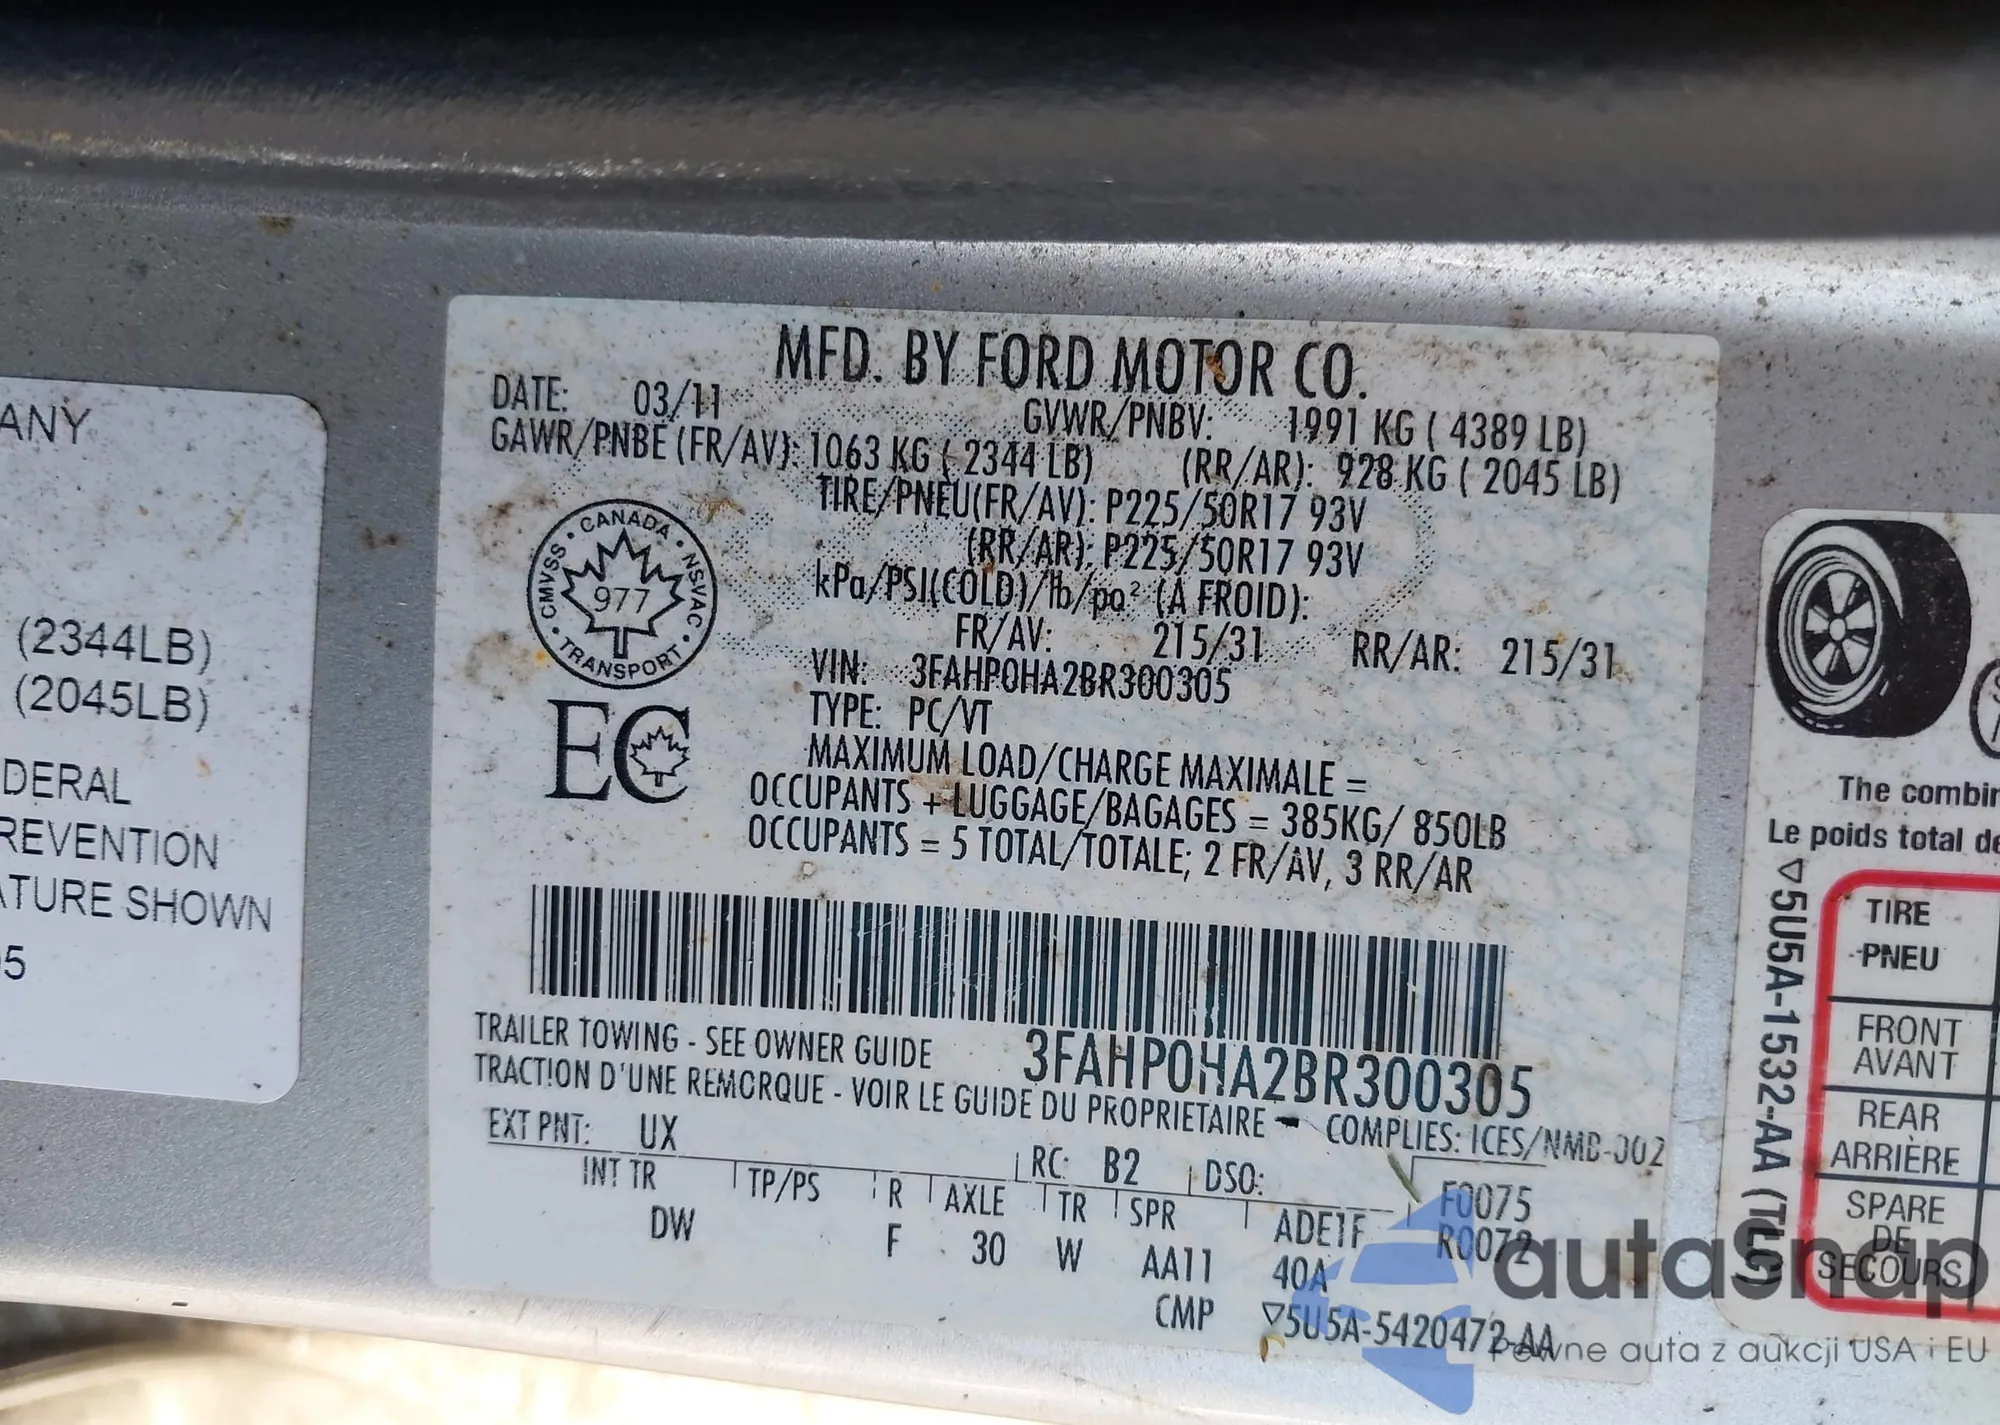 ANY
(2344LB)
(2045LB)
DERAL
REVENTION
ATURE SHOWN
5
MFD. BY FORD MOTOR CO.
DATE: 03/11 GVWR/PNBV: 1991 KG ( 4389 LB)
GAWR/PNBE (FR/AV): 1063 KG ( 2344 LB) (RR/AR): 928 KG ( 2045 LB)
TIRE/PNEU(FR/AV): P225/50R17 93V
(RR/AR): P225/50R17 93V
kPa/PSI(COLD)/lb/po² (A FROID):
FR/AV: 215/31 RR/AR: 215/31
VIN: 3FAHP0HA2BR300305
TYPE: PC/VT
MAXIMUM LOAD/CHARGE MAXIMALE =
OCCUPANTS + LUGGAGE/BAGAGES = 385KG/ 850LB
OCCUPANTS = 5 TOTAL/TOTALE; 2 FR/AV, 3 RR/AR
CANADA · NSVAC · TRANSPORT · CMVSS ·
977
EC
TRAILER TOWING - SEE OWNER GUIDE 3FAHP0HA2BR300305
TRACTION D'UNE REMORQUE - VOIR LE GUIDE DU PROPRIETAIRE - COMPLIES: ICES/NMB-002
EXT PNT: UX RC: B2 DSO: F0075
INT TR TP/PS R AXLE TR SPR ADE1F R0072
DW F 30 W AA11 40A
CMP ▽5U5A-5420472-AA
The combin
Le poids total de
▽5U5A-1532-AA (TLG)
TIRE
PNEU
FRONT
AVANT
REAR
ARRIÈRE
SPARE
DE
SECOURS
autasnap
Pewne auta z aukcji USA i EU